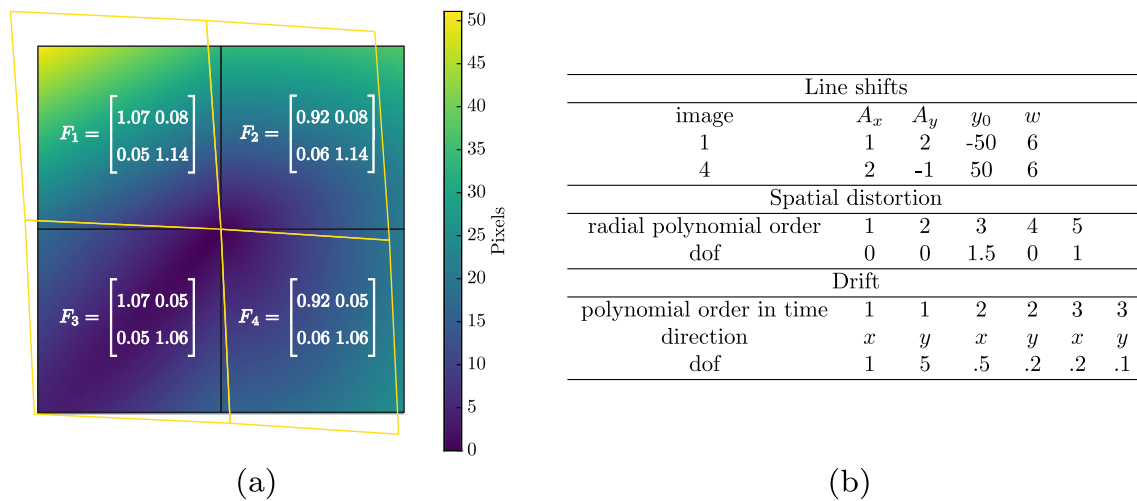 50
45
40
35
30
25
20
15
10
5
0
Pixels
F1 = [1.07 0.08
0.05 1.14]
F2 = [0.92 0.08
0.06 1.14]
F3 = [1.07 0.05
0.05 1.06]
F4 = [0.92 0.05
0.06 1.06]
(a)
Line shifts
image Ax Ay y0 w
1 1 2 -50 6
4 2 -1 50 6
Spatial distortion
radial polynomial order 1 2 3 4 5
dof 0 0 1.5 0 1
Drift
polynomial order in time 1 1 2 2 3 3
direction x y x y x y
dof 1 5 .5 .2 .2 .1
(b)